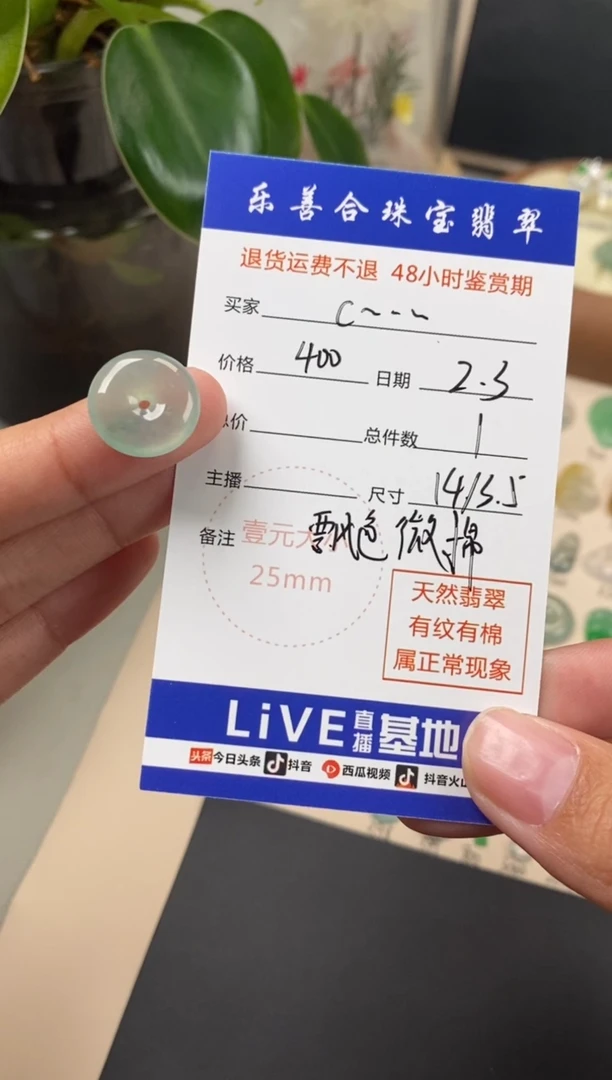 乐善合珠宝翡翠
退货运费不退 48小时鉴赏期
买家 C~--~
价格 400 日期 2.3
总价 总件数 1
主播 尺寸 14/3.5
备注 飘色微棉
壹元大小
25mm
天然翡翠
有纹有棉
属正常现象
LiVE直播基地
头条 今日头条 抖音 西瓜视频 抖音火山